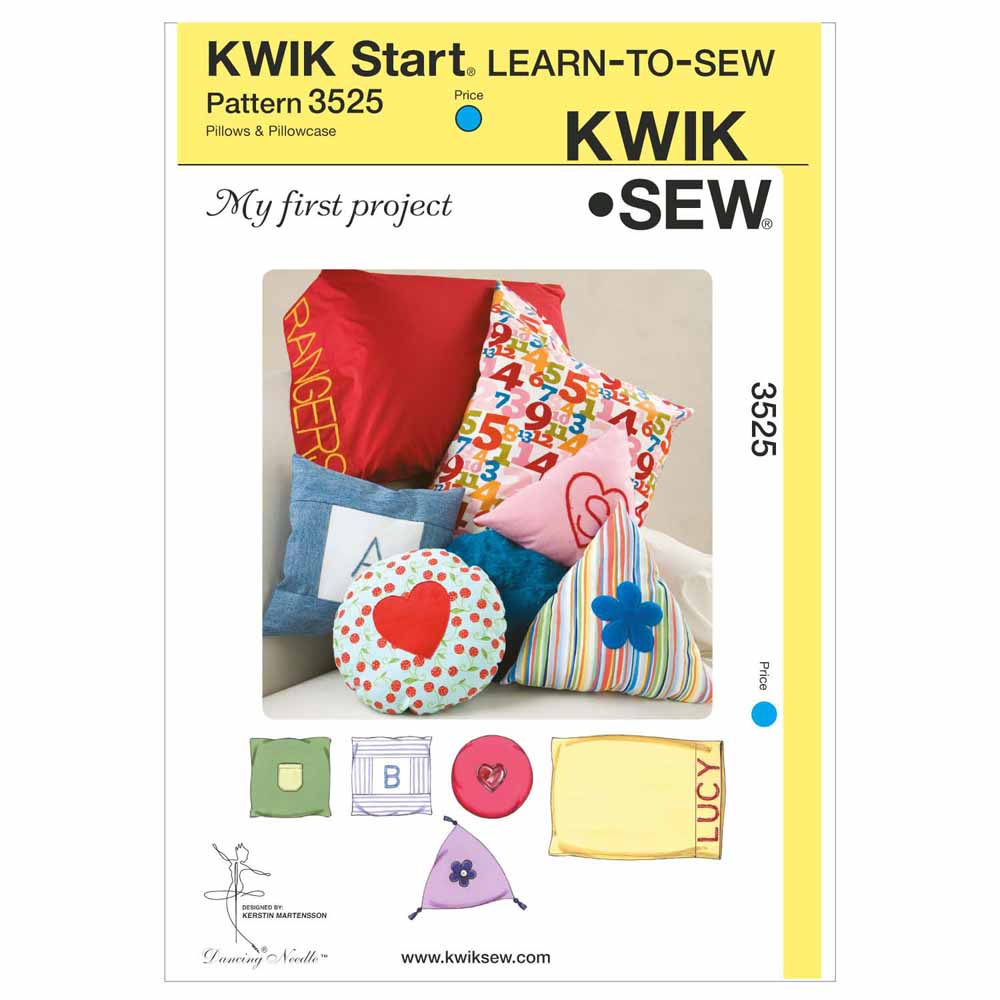 KWIK Start® LEARN-TO-SEW
Pattern 3525
Price
Pillows & Pillowcase
KWIK
•SEW®
My first project
RANGERS
A
S
3525
Price
B
LUCY
DESIGNED BY:
KERSTIN MARTENSSON
Dancing Needle™
®
www.kwiksew.com